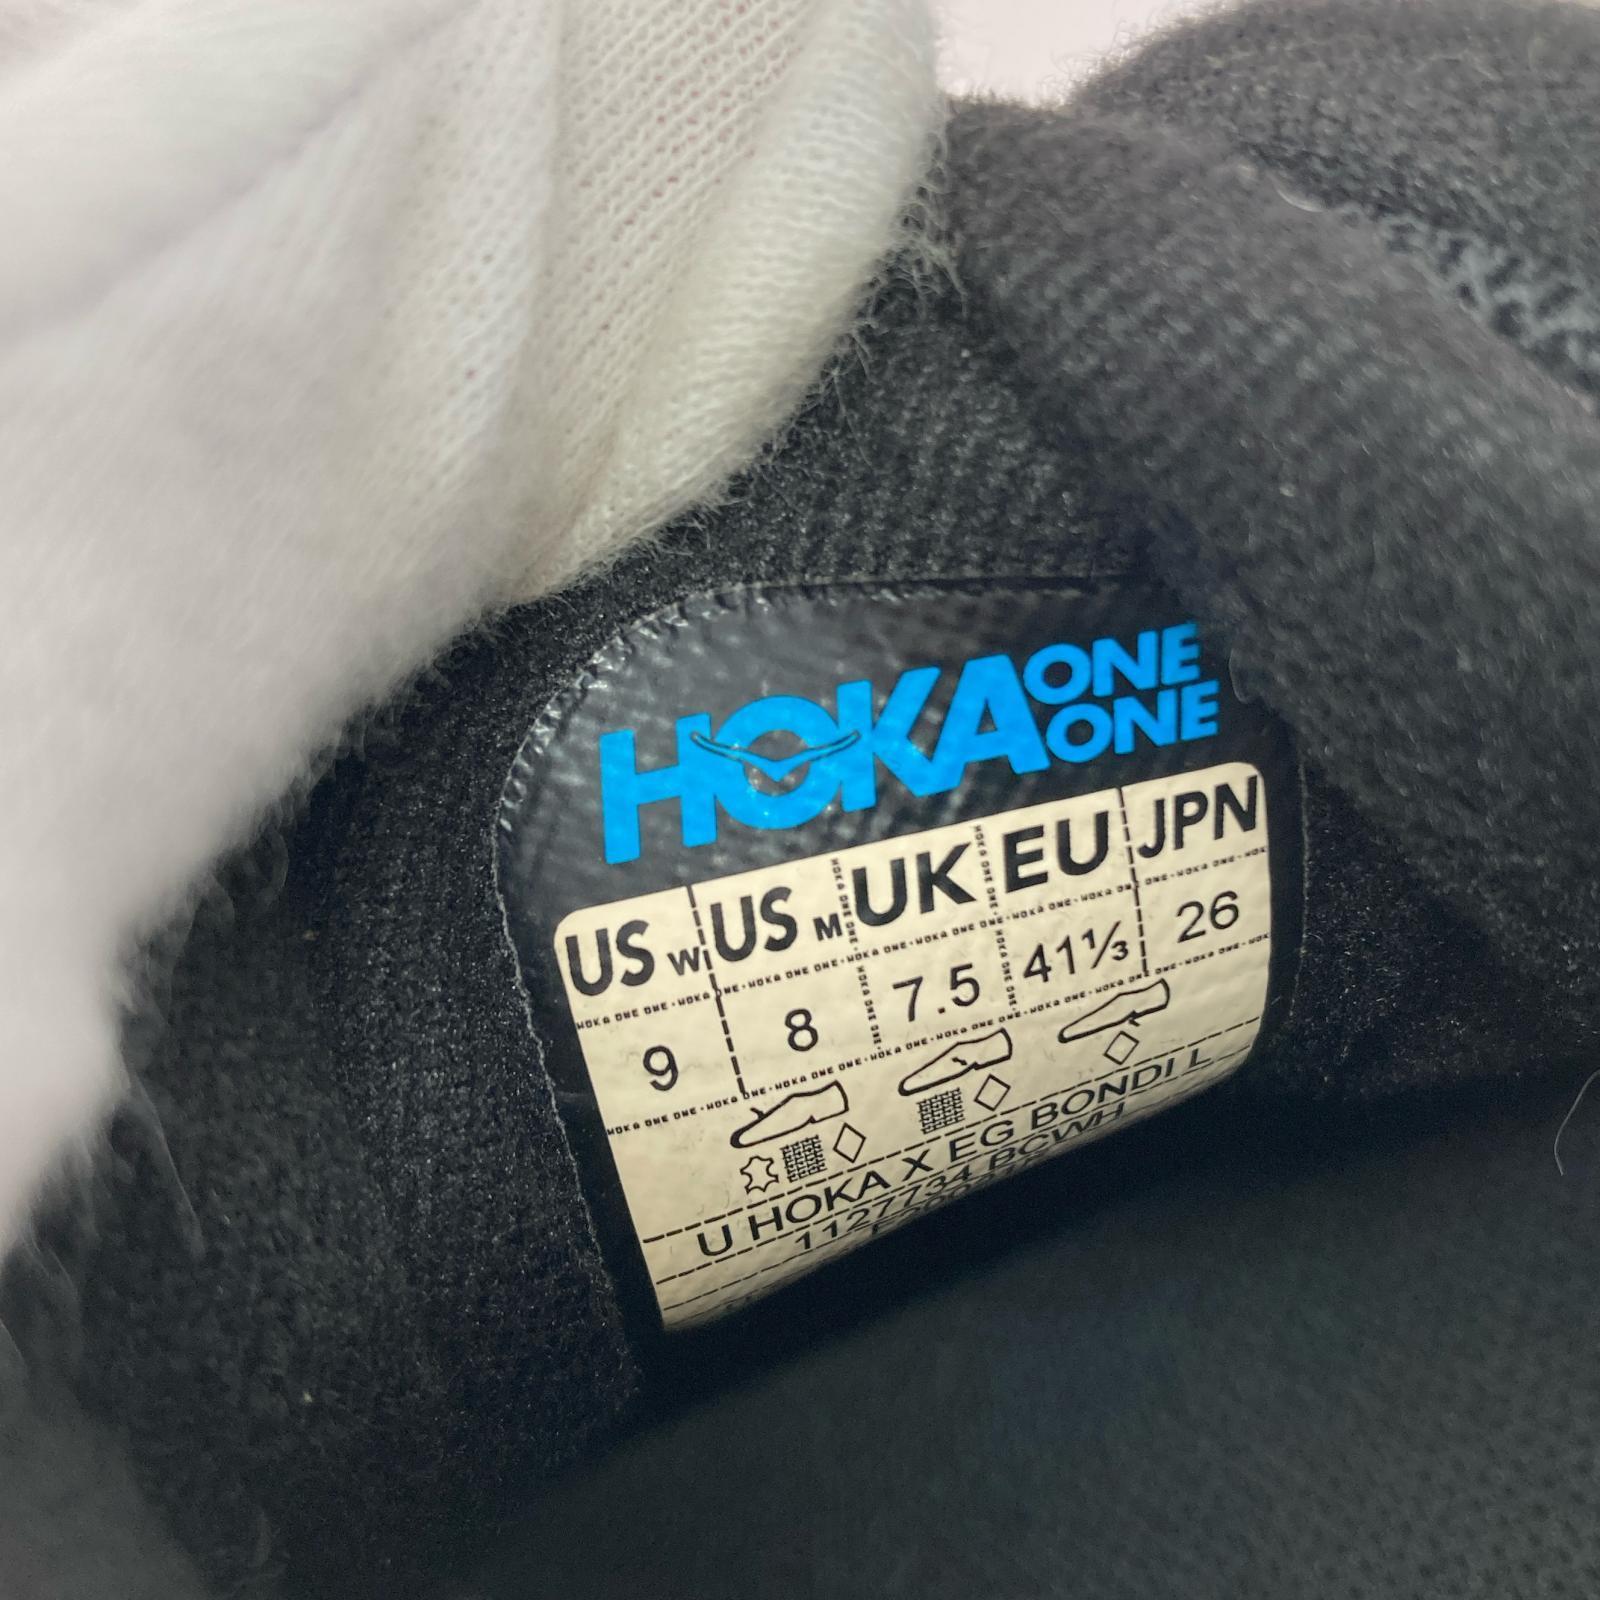 HOKA ONE ONE
US W US M UK EU JPN
9 8 7.5 41⅓ 26
U HOKA X EG BONDI L
1127734 BCWH